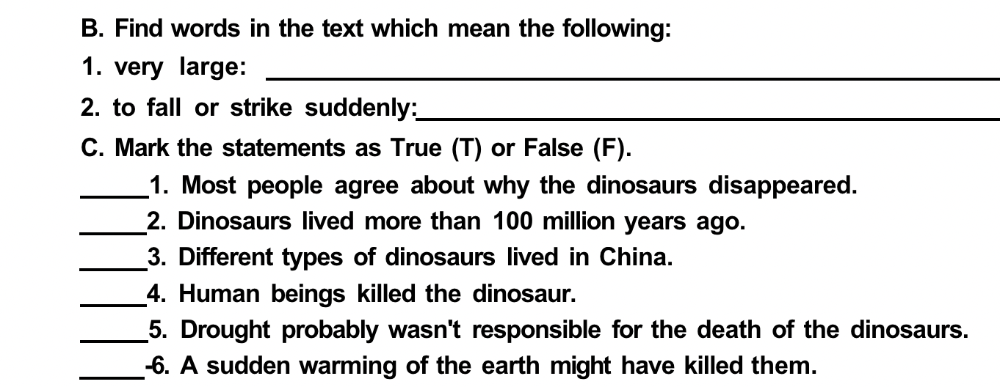 B. Find words in the text which mean the following:
1. very large: ____________________
2. to fall or strike suddenly:____________________
C. Mark the statements as True (T) or False (F).
_____1. Most people agree about why the dinosaurs disappeared.
_____2. Dinosaurs lived more than 100 million years ago.
_____3. Different types of dinosaurs lived in China.
_____4. Human beings killed the dinosaur.
_____5. Drought probably wasn't responsible for the death of the dinosaurs.
_____-6. A sudden warming of the earth might have killed them.